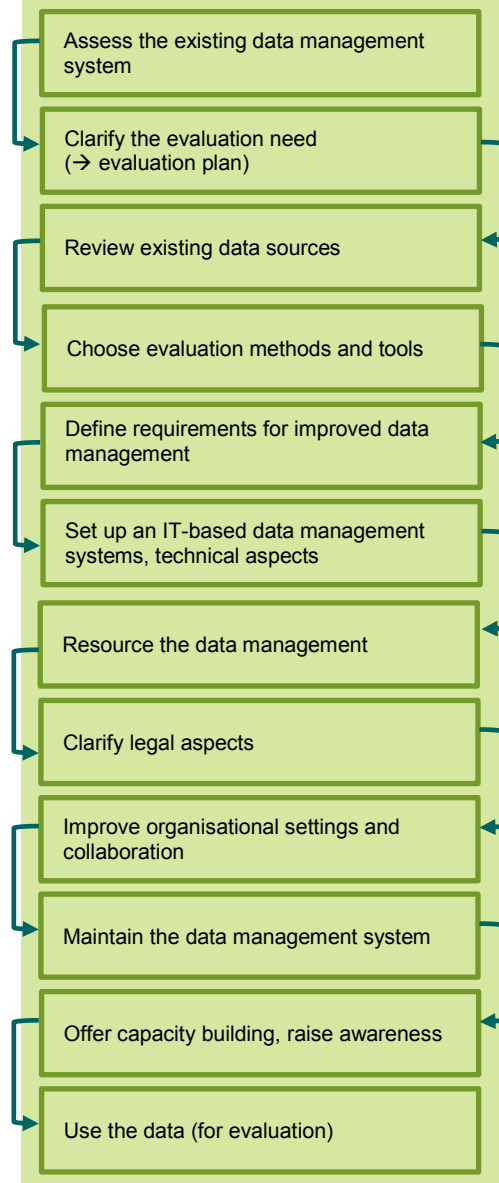 Assess the existing data management
system
Clarify the evaluation need
(→ evaluation plan)
Review existing data sources
Choose evaluation methods and tools
Define requirements for improved data
management
Set up an IT-based data management
systems, technical aspects
Resource the data management
Clarify legal aspects
Improve organisational settings and
collaboration
Maintain the data management system
Offer capacity building, raise awareness
Use the data (for evaluation)